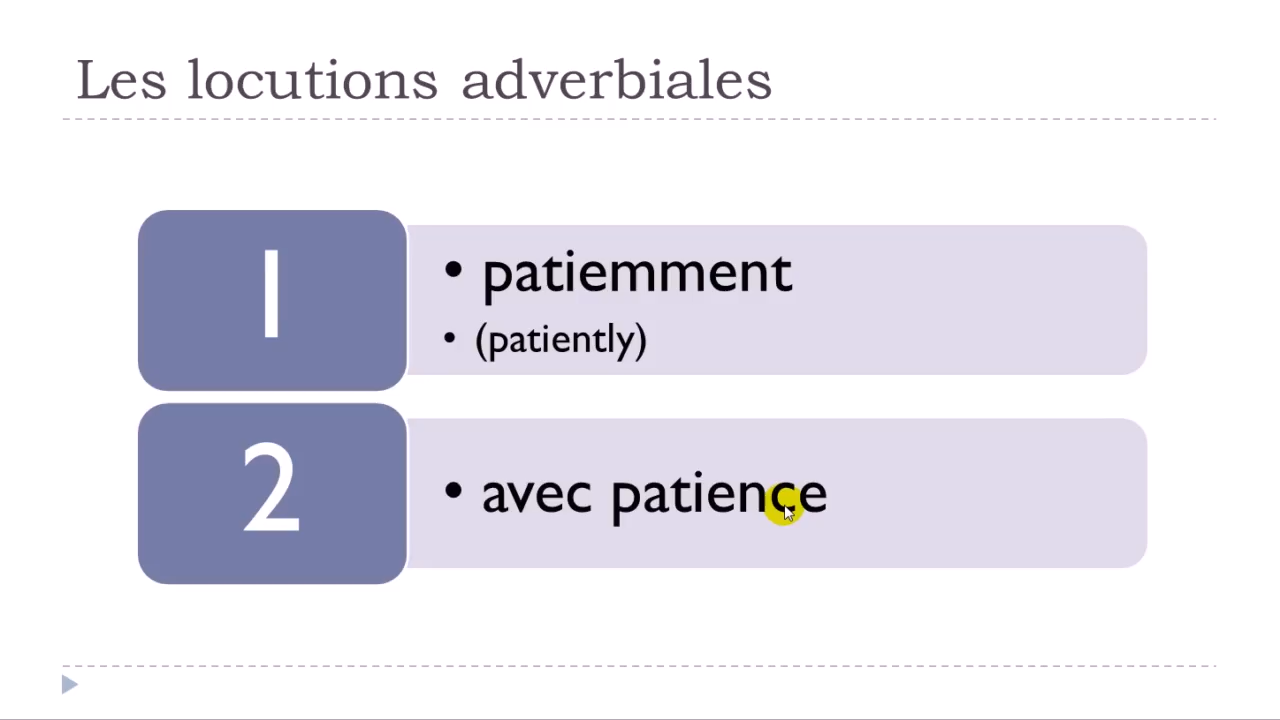 Les locutions adverbiales
1
• patiemment
• (patiently)
2
• avec patience